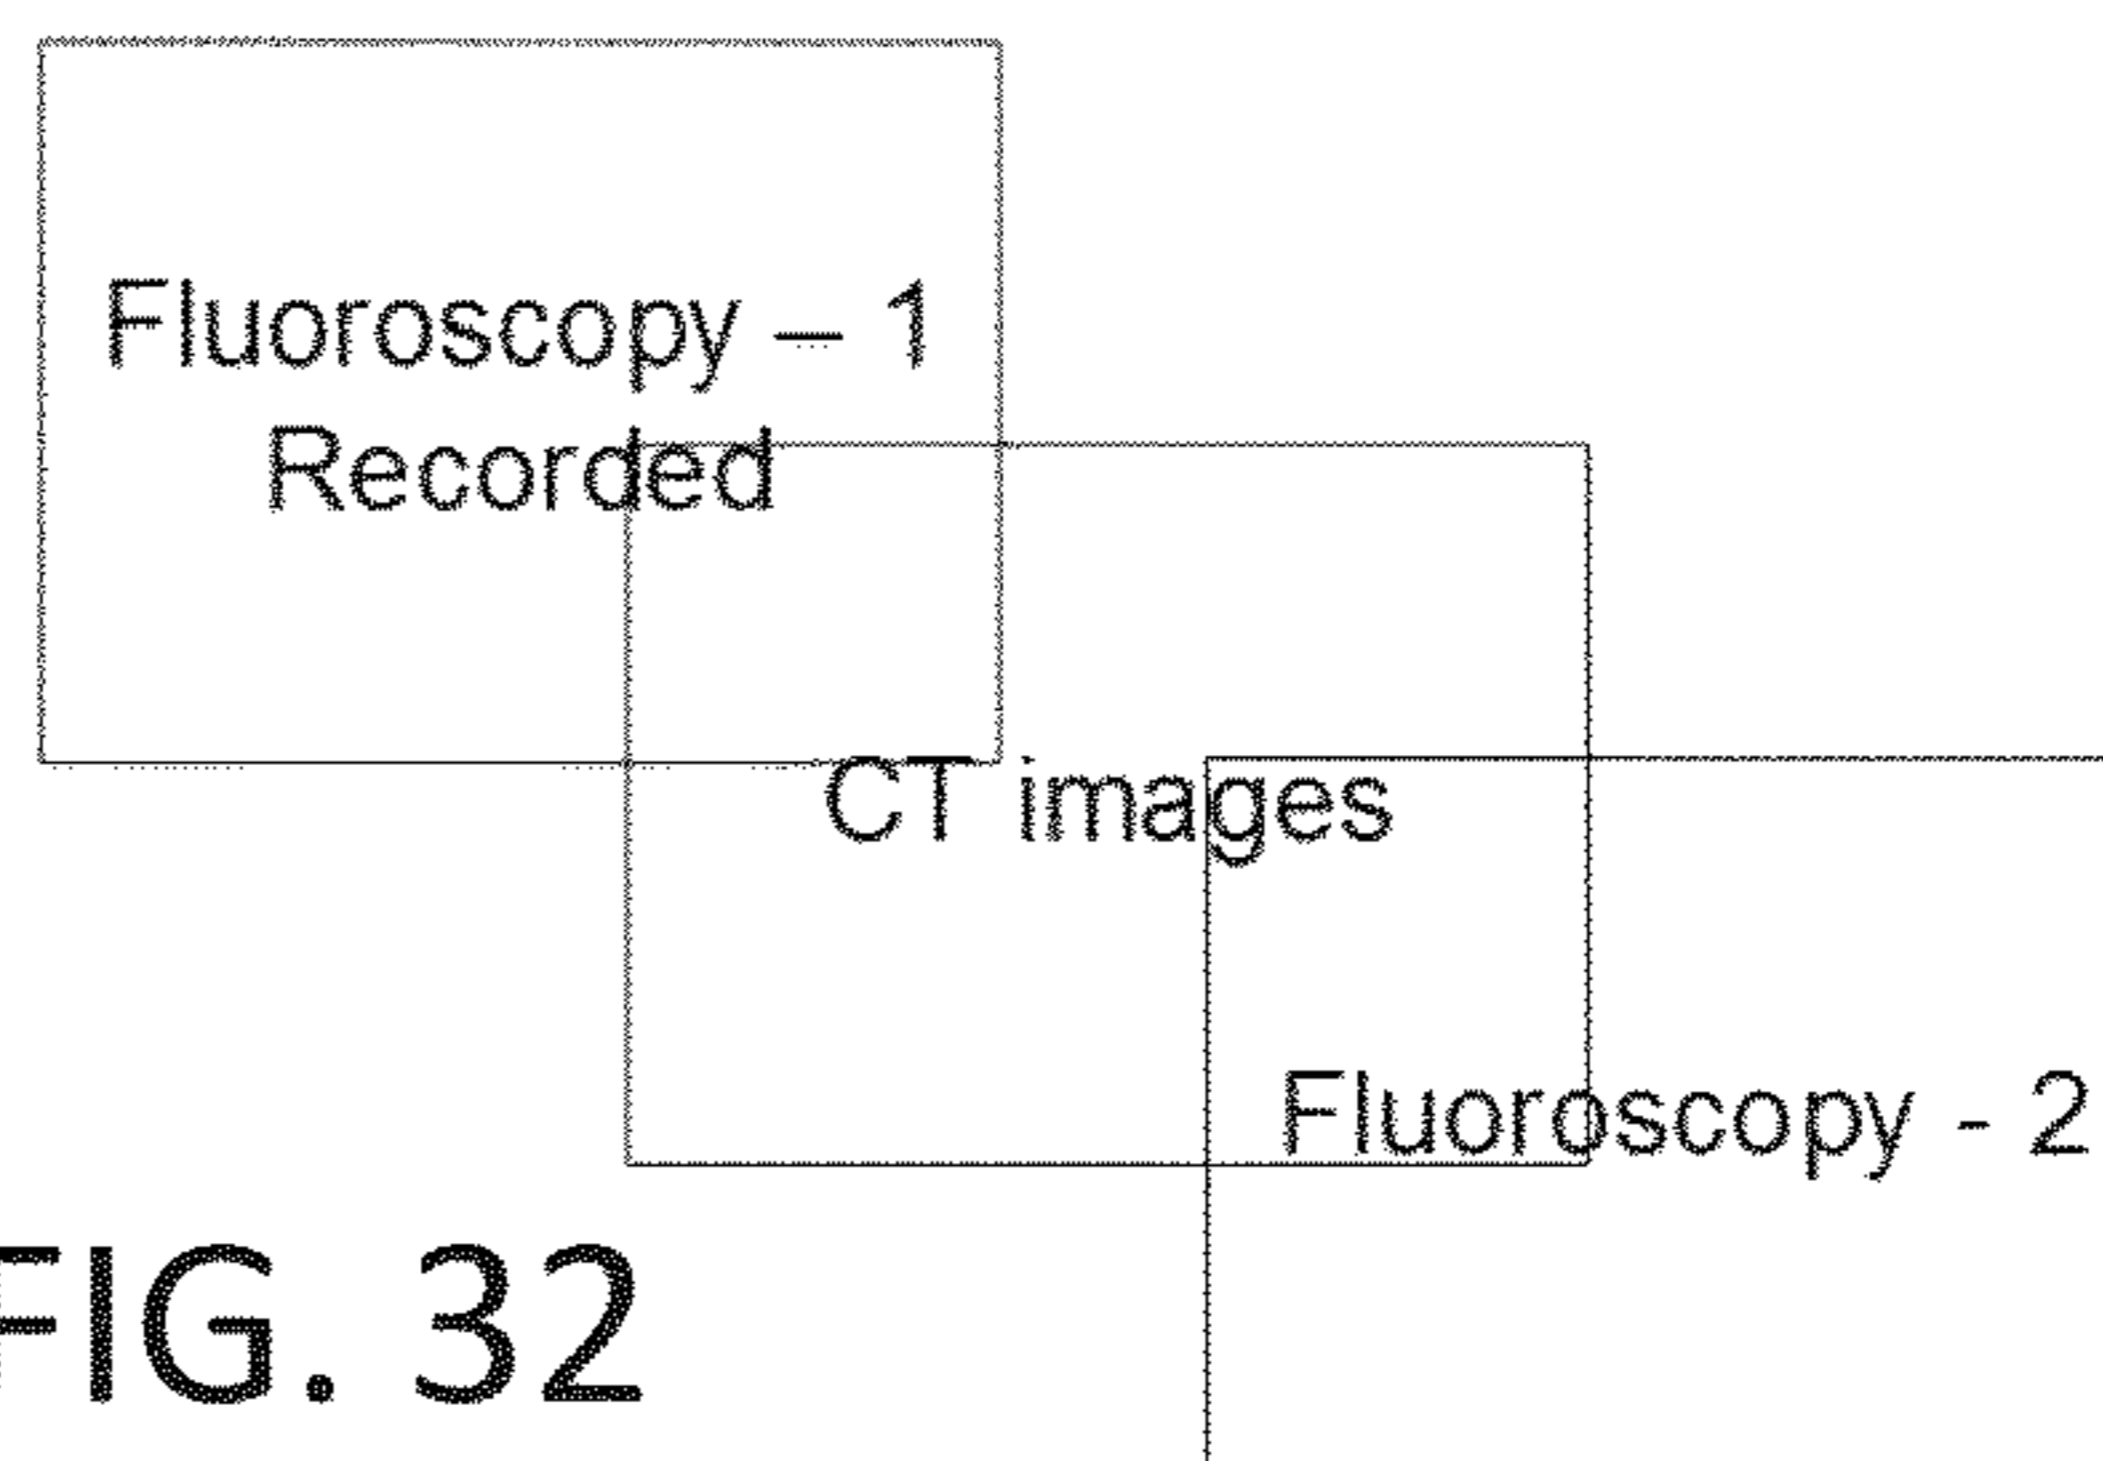 Fluoroscopy – 1
Recorded
CT images
Fluoroscopy - 2
FIG. 32